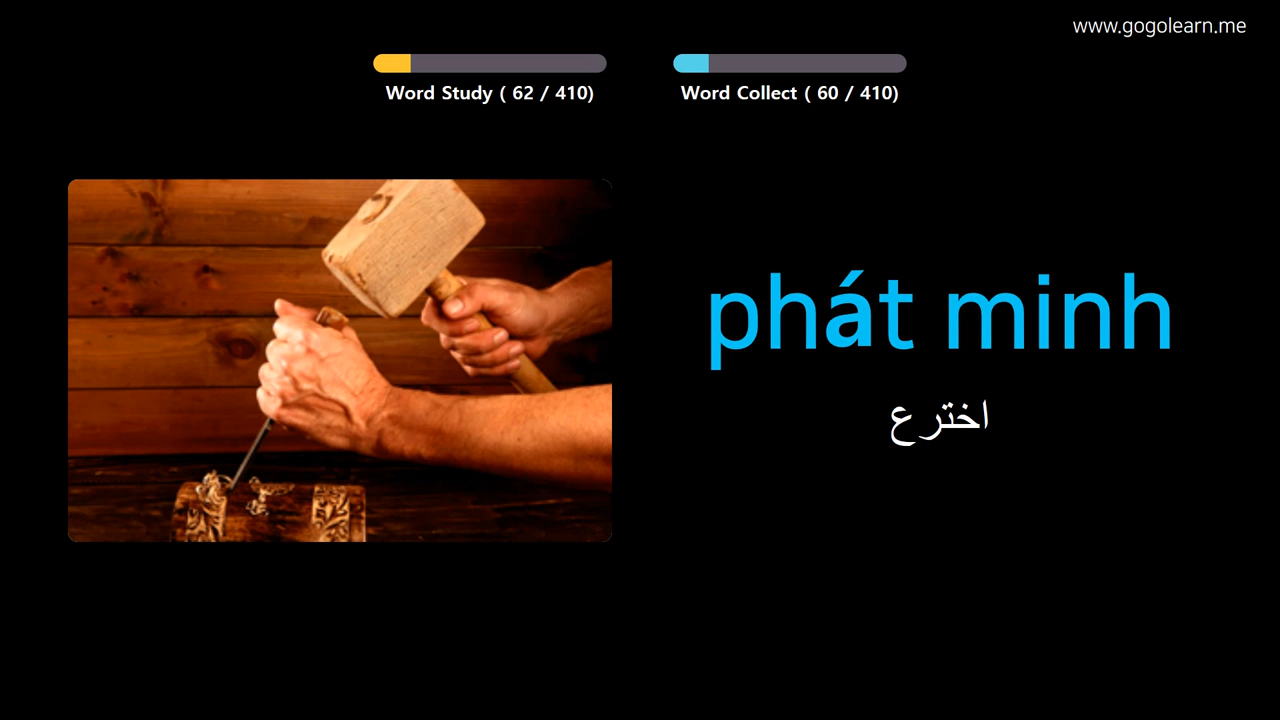 www.gogolearn.me
Word Study ( 62 / 410)
Word Collect ( 60 / 410)
phát minh
اخترع